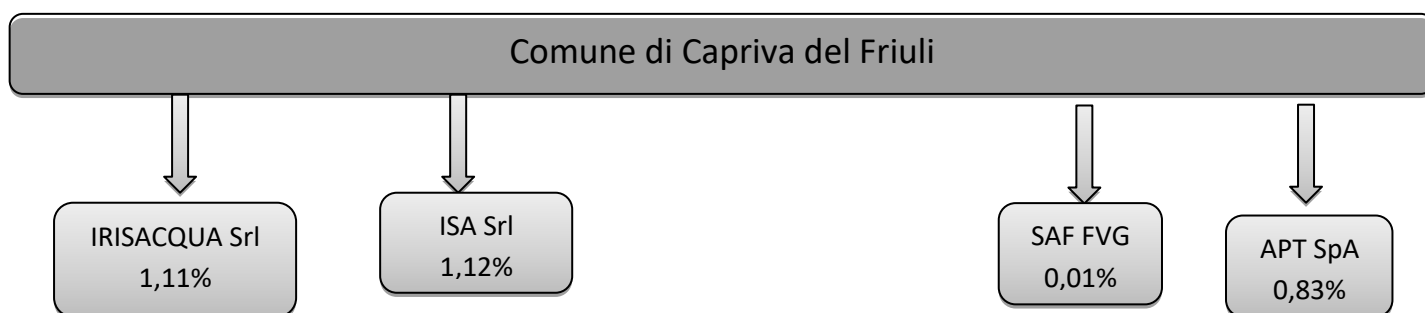 Comune di Capriva del Friuli
IRISACQUA Srl
1,11%
ISA Srl
1,12%
SAF FVG
0,01%
APT SpA
0,83%